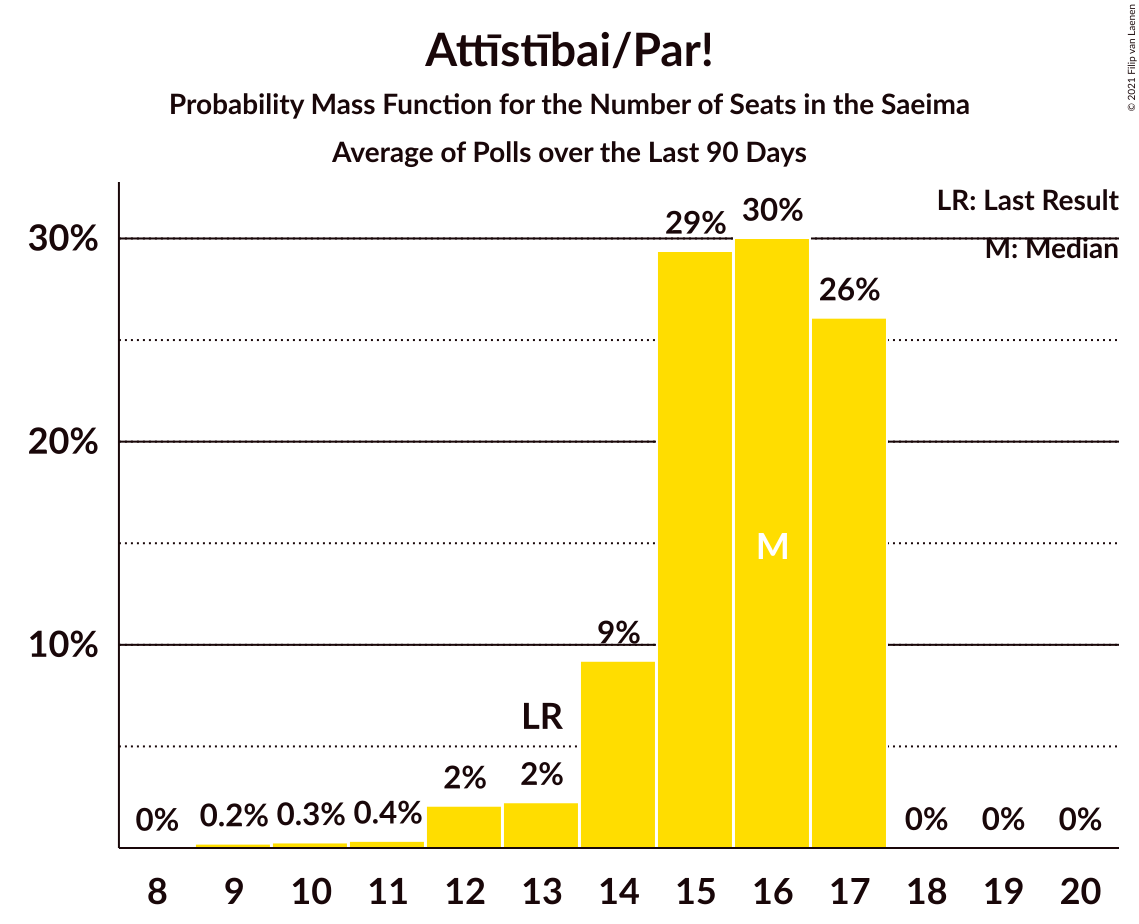 Attīstībai/Par!
Probability Mass Function for the Number of Seats in the Saeima
Average of Polls over the Last 90 Days
© 2021 Filip van Laenen
LR: Last Result
M: Median
30%
20%
10%
0%
0.2%
0.3%
0.4%
2%
2%
LR
9%
29%
30%
M
26%
0%
0%
0%
8 9 10 11 12 13 14 15 16 17 18 19 20